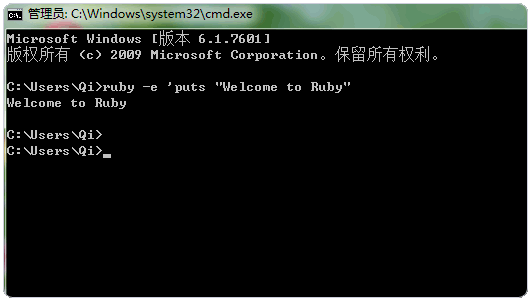 管理员: C:\Windows\system32\cmd.exe
Microsoft Windows [版本 6.1.7601]
版权所有 (c) 2009 Microsoft Corporation。保留所有权利。
C:\Users\Qi>ruby -e 'puts "Welcome to Ruby"
Welcome to Ruby
C:\Users\Qi>
C:\Users\Qi>